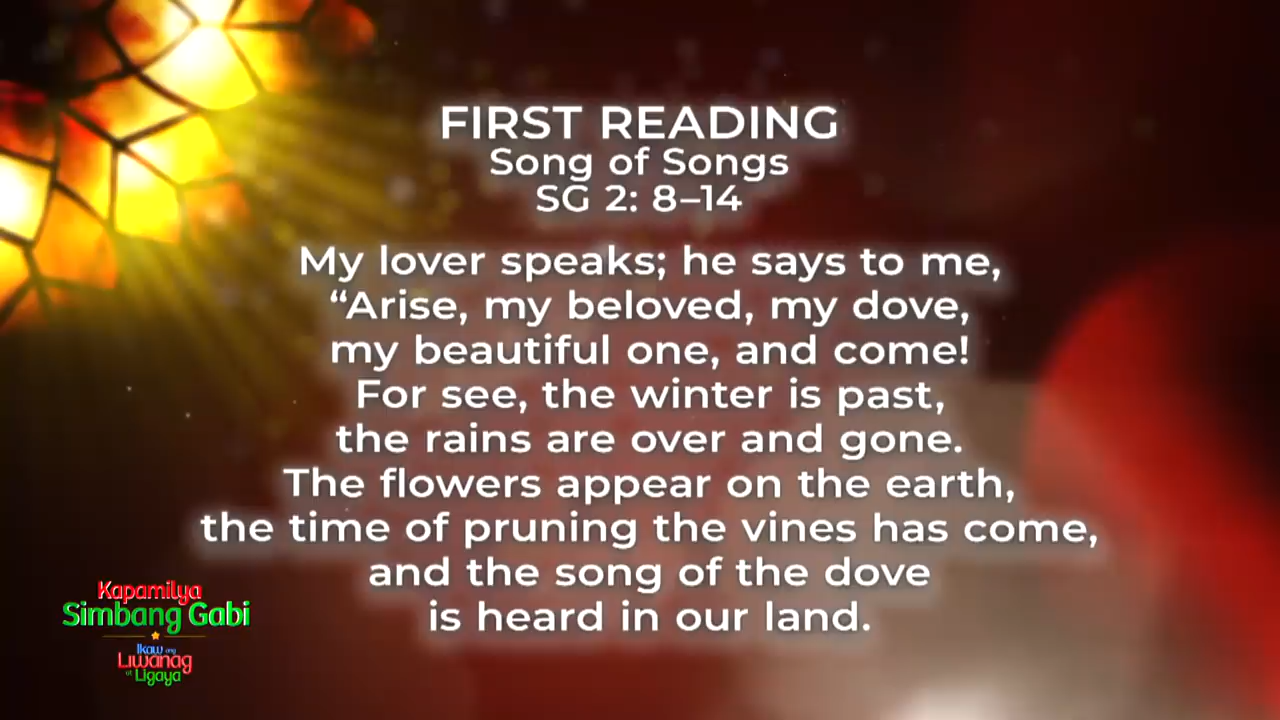 FIRST READING
Song of Songs
SG 2: 8–14
My lover speaks; he says to me,
“Arise, my beloved, my dove,
my beautiful one, and come!
For see, the winter is past,
the rains are over and gone.
The flowers appear on the earth,
the time of pruning the vines has come,
and the song of the dove
is heard in our land.
Kapamilya
Simbang Gabi
Ikaw ang
Liwanag
at Ligaya